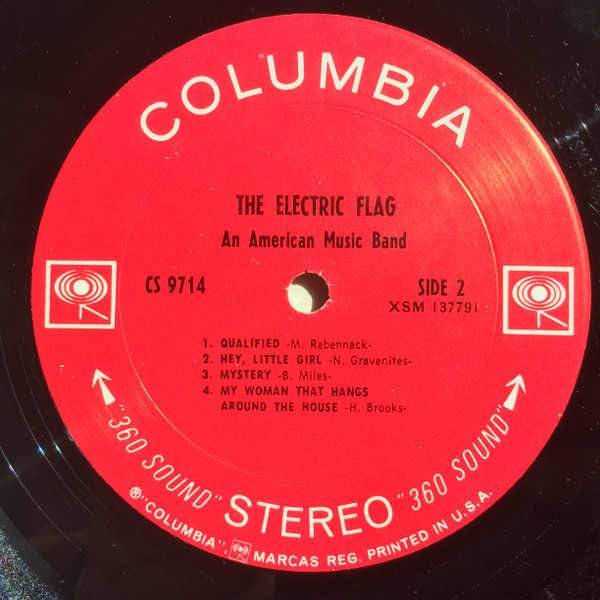 COLUMBIA
THE ELECTRIC FLAG
An American Music Band
CS 9714
SIDE 2
XSM 137791
1. QUALIFIED -M. Rebennack-
2. HEY, LITTLE GIRL -N. Gravenites-
3. MYSTERY -B. Miles-
4. MY WOMAN THAT HANGS
AROUND THE HOUSE -H. Brooks-
"360 SOUND" STEREO "360 SOUND"
®"COLUMBIA", MARCAS REG. PRINTED IN U.S.A.